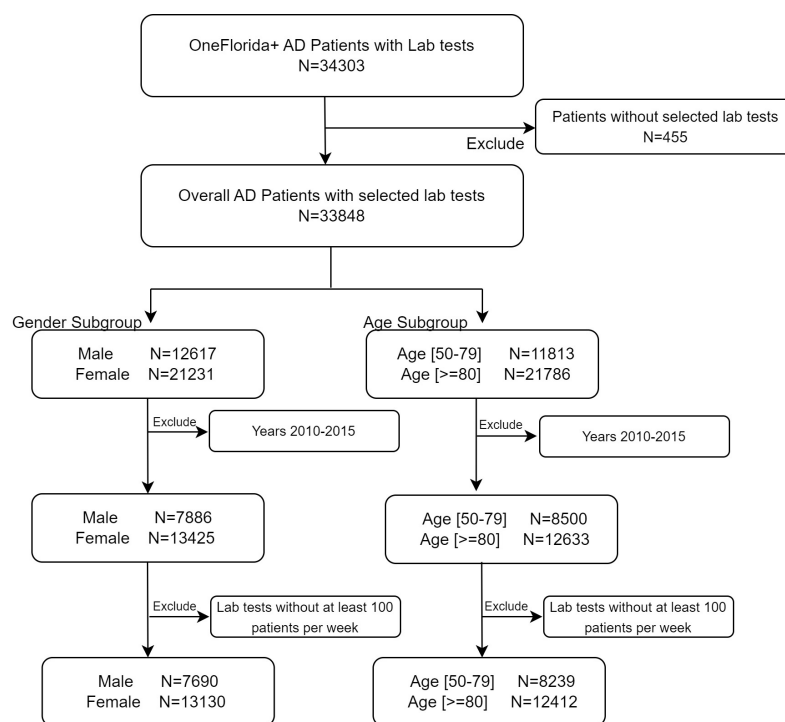 OneFlorida+ AD Patients with Lab tests
N=34303
Patients without selected lab tests
N=455
Exclude
Overall AD Patients with selected lab tests
N=33848
Gender Subgroup
Age Subgroup
Male N=12617
Female N=21231
Age [50-79] N=11813
Age [>=80] N=21786
Exclude
Years 2010-2015
Exclude
Years 2010-2015
Male N=7886
Female N=13425
Age [50-79] N=8500
Age [>=80] N=12633
Exclude
Lab tests without at least 100
patients per week
Exclude
Lab tests without at least 100
patients per week
Male N=7690
Female N=13130
Age [50-79] N=8239
Age [>=80] N=12412